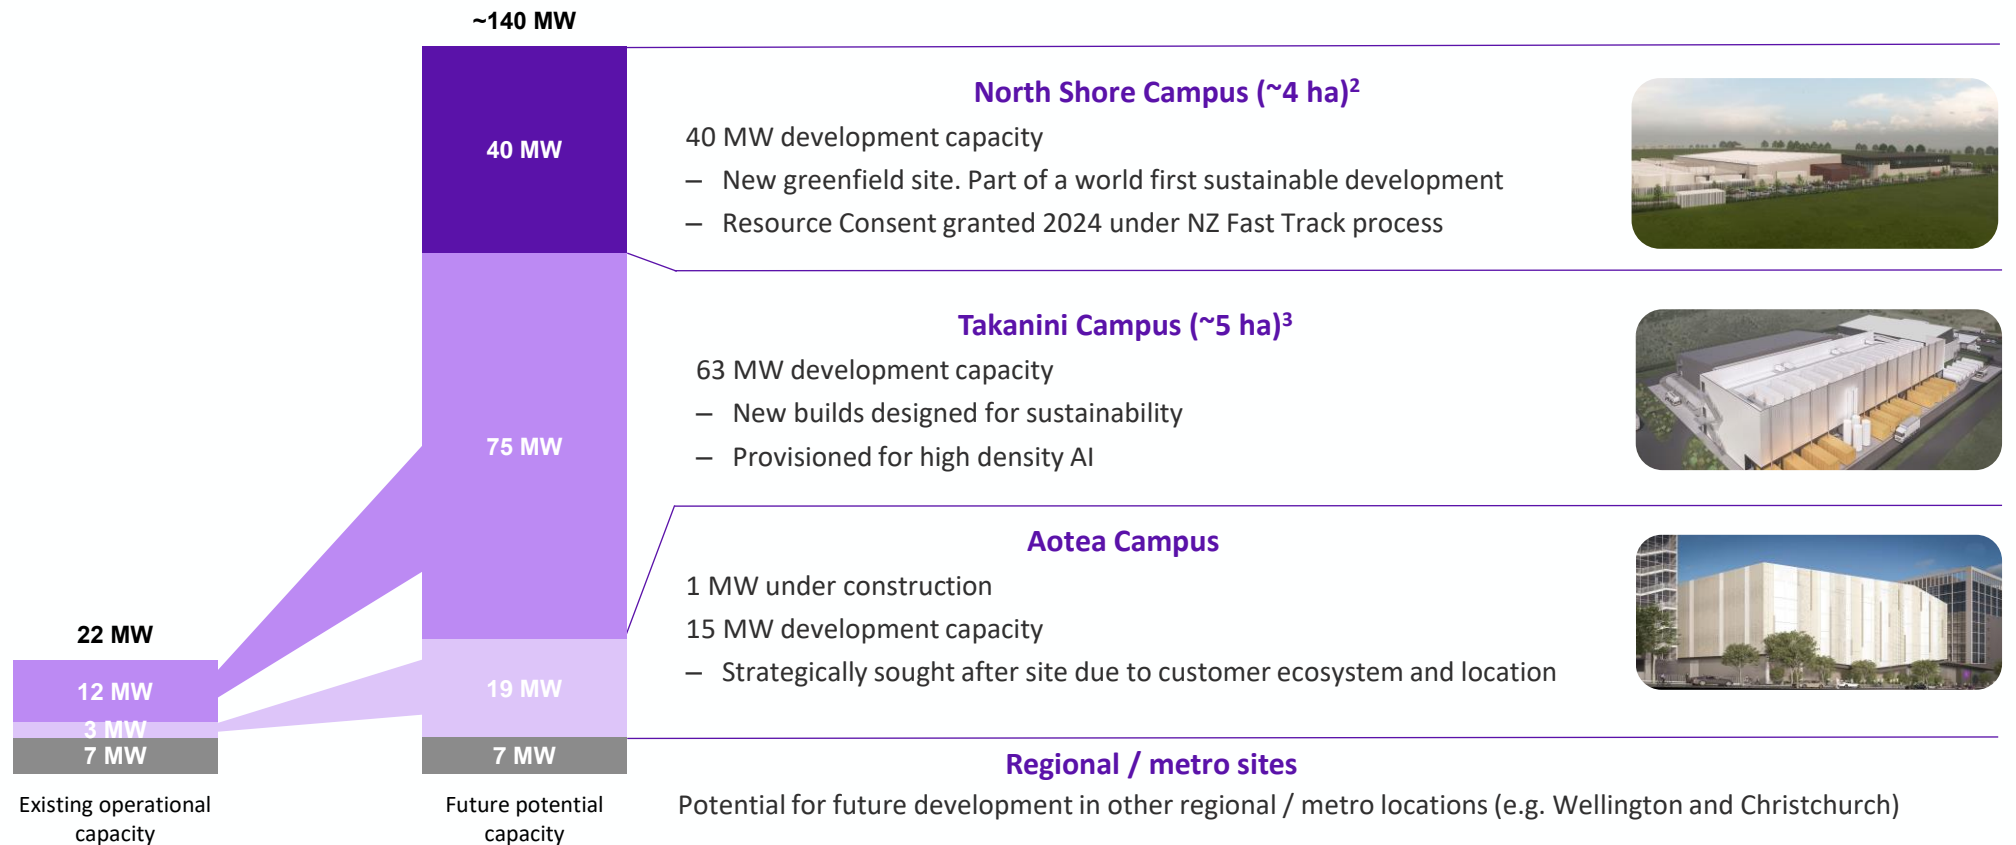 ~140 MW
40 MW
75 MW
19 MW
7 MW
Future potential
capacity
22 MW
12 MW
3 MW
7 MW
Existing operational
capacity
North Shore Campus (~4 ha)²
40 MW development capacity
– New greenfield site. Part of a world first sustainable development
– Resource Consent granted 2024 under NZ Fast Track process
Takanini Campus (~5 ha)³
63 MW development capacity
– New builds designed for sustainability
– Provisioned for high density AI
Aotea Campus
1 MW under construction
15 MW development capacity
– Strategically sought after site due to customer ecosystem and location
Regional / metro sites
Potential for future development in other regional / metro locations (e.g. Wellington and Christchurch)